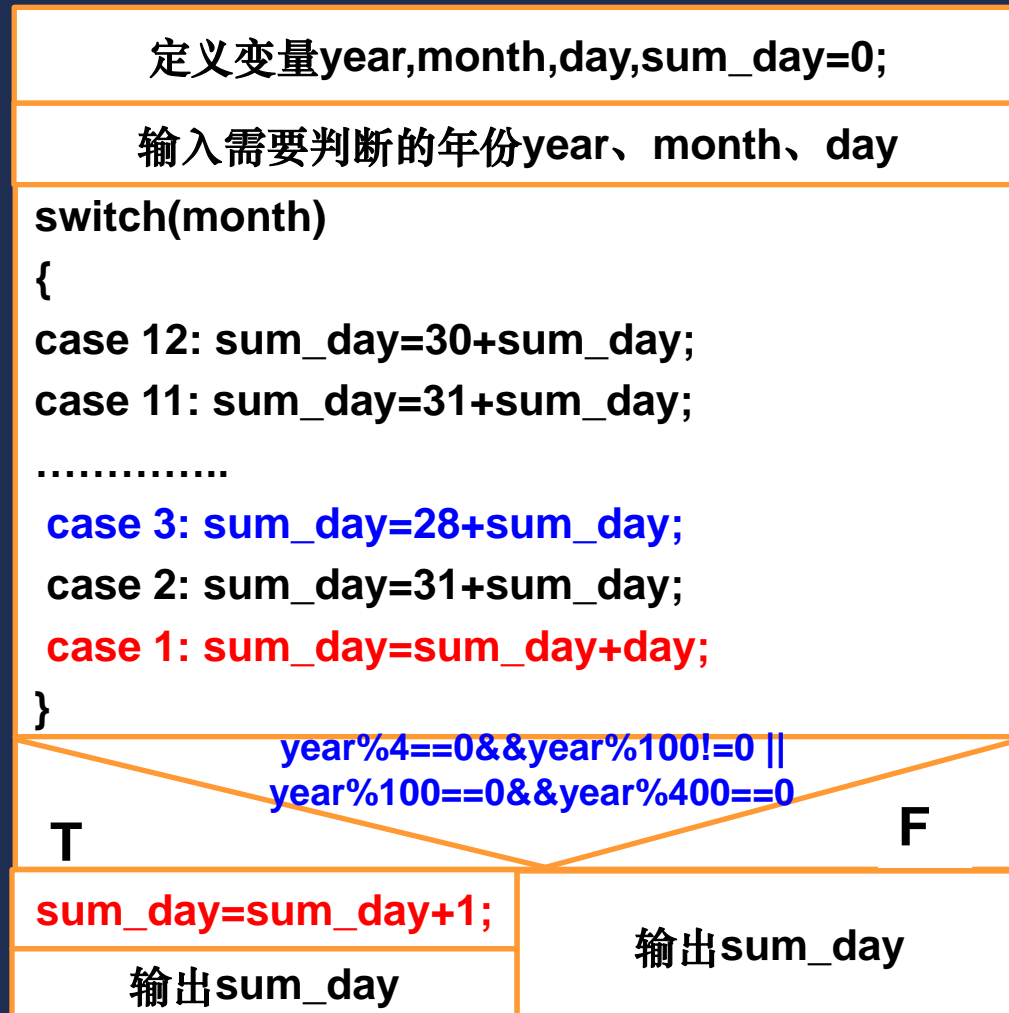 定义变量year,month,day,sum_day=0;
输入需要判断的年份year、month、day
switch(month)
{
case 12: sum_day=30+sum_day;
case 11: sum_day=31+sum_day;
…………..
case 3: sum_day=28+sum_day;
case 2: sum_day=31+sum_day;
case 1: sum_day=sum_day+day;
}
year%4==0&&year%100!=0 ||
year%100==0&&year%400==0
T
F
sum_day=sum_day+1;
输出sum_day
输出sum_day